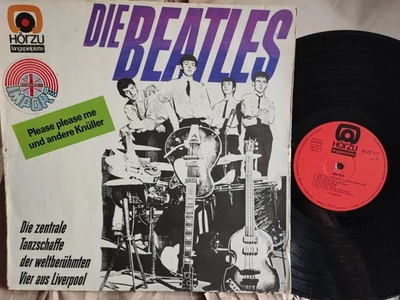 HÖRZU
Langspielplatte
DIE BEATLES
IMPORT
Please please me
und andere Knüller
Die zentrale
Tanzschaffe
der weltberühmten
Vier aus Liverpool
HÖRZU